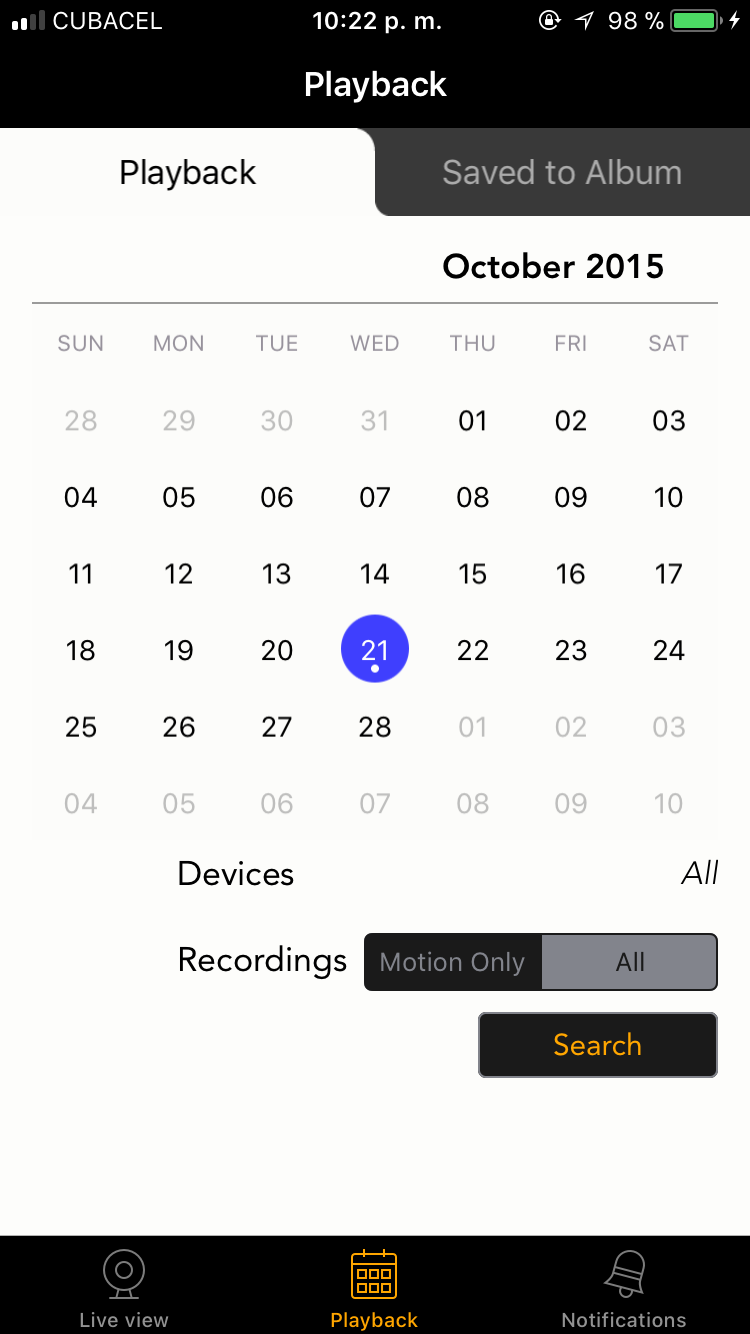 CUBACEL 10:22 p. m. 98 %
Playback
Playback Saved to Album
October 2015
SUN MON TUE WED THU FRI SAT
28 29 30 31 01 02 03
04 05 06 07 08 09 10
11 12 13 14 15 16 17
18 19 20 21 22 23 24
25 26 27 28 01 02 03
04 05 06 07 08 09 10
Devices All
Recordings Motion Only All
Search
Live view Playback Notifications